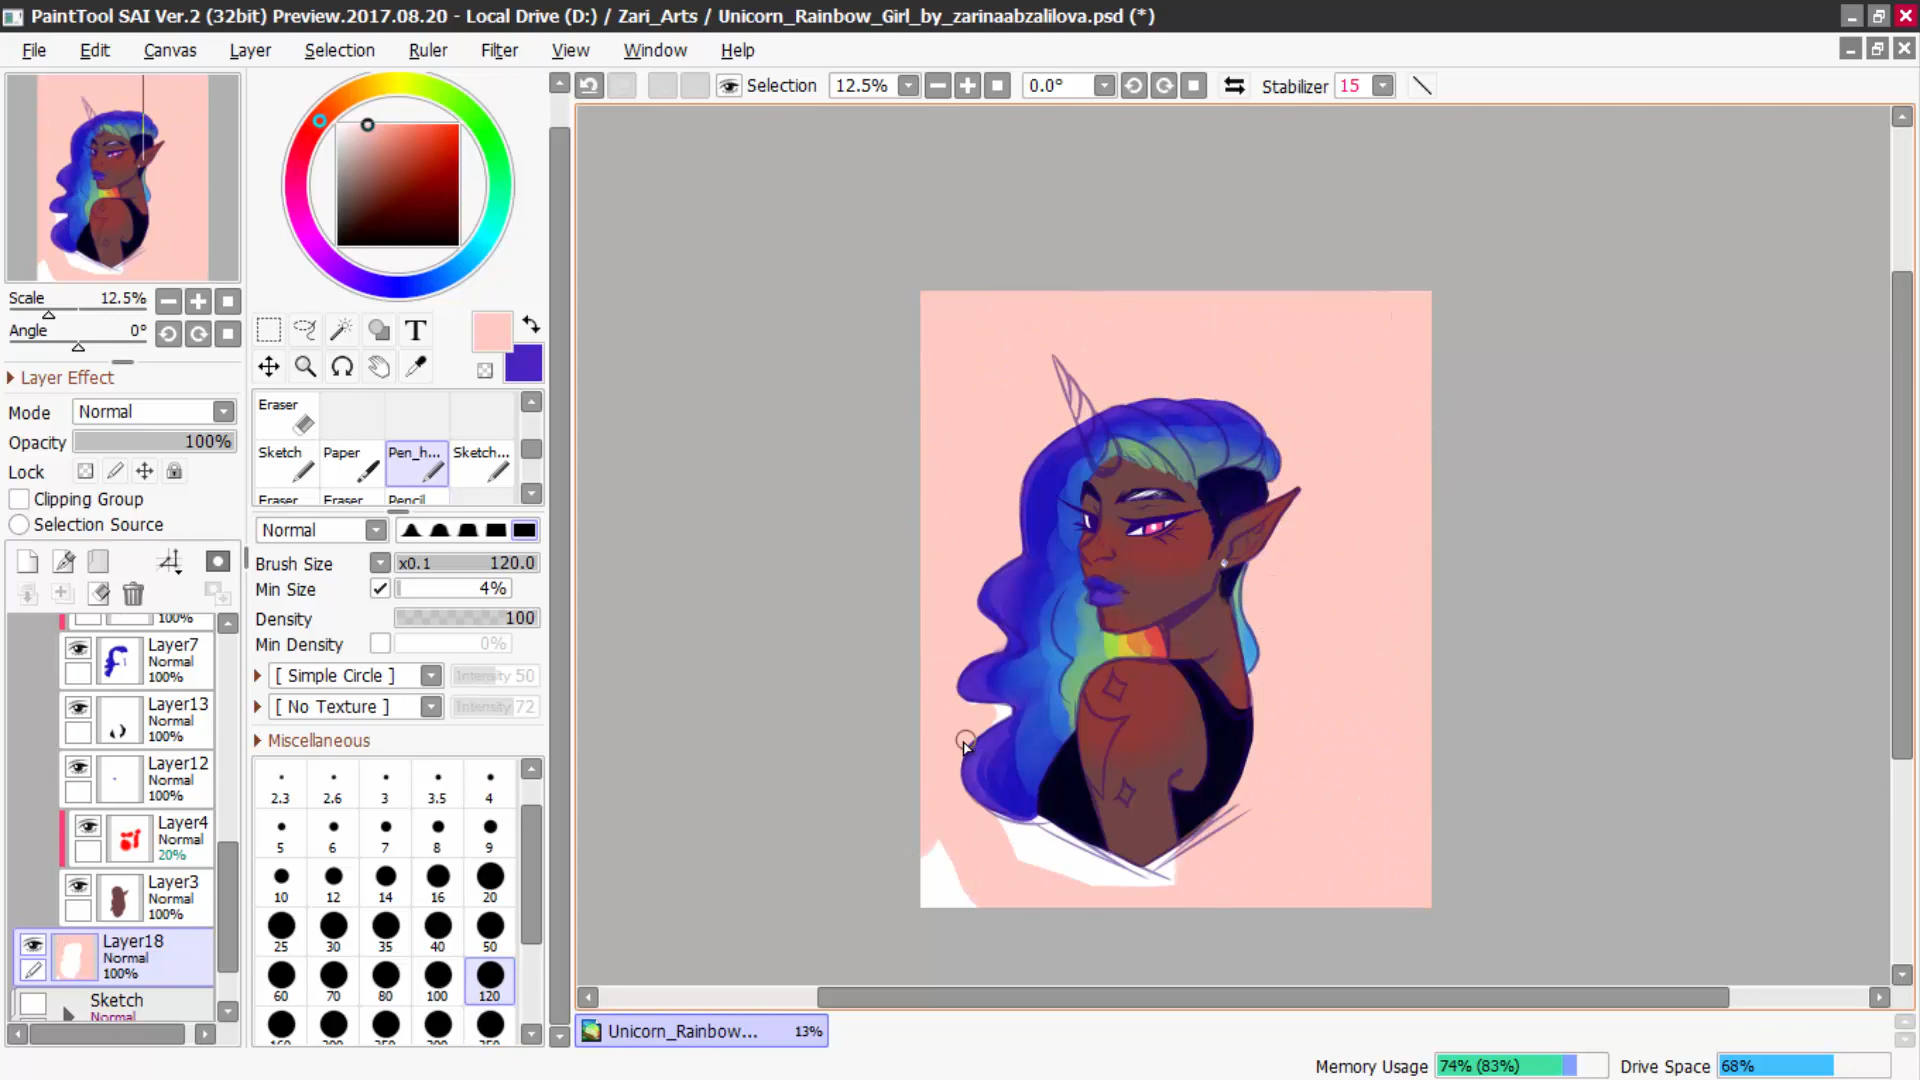 PaintTool SAI Ver.2 (32bit) Preview.2017.08.20 - Local Drive (D:) / Zari_Arts / Unicorn_Rainbow_Girl_by_zarinaabzalilova.psd (*)
File Edit Canvas Layer Selection Ruler Filter View Window Help
Selection 12.5% 0.0° Stabilizer 15
Scale 12.5%
Angle 0°
Layer Effect
Mode Normal
Opacity 100%
Lock
Clipping Group
Selection Source
100%
Layer7
Normal
100%
Layer13
Normal
100%
Layer12
Normal
100%
Layer4
Normal
20%
Layer3
Normal
100%
Layer18
Normal
100%
Sketch
Normal
T
Eraser
Sketch Paper Pen_h... Sketch...
Eraser Eraser Pencil
Normal
Brush Size x0.1 120.0
Min Size 4%
Density 100
Min Density 0%
[ Simple Circle ] Intensity 50
[ No Texture ] Intensity 72
Miscellaneous
2.3 2.6 3 3.5 4
5 6 7 8 9
10 12 14 16 20
25 30 35 40 50
60 70 80 100 120
160 200 250 300 350
Unicorn_Rainbow... 13%
Memory Usage 74% (83%) Drive Space 68%